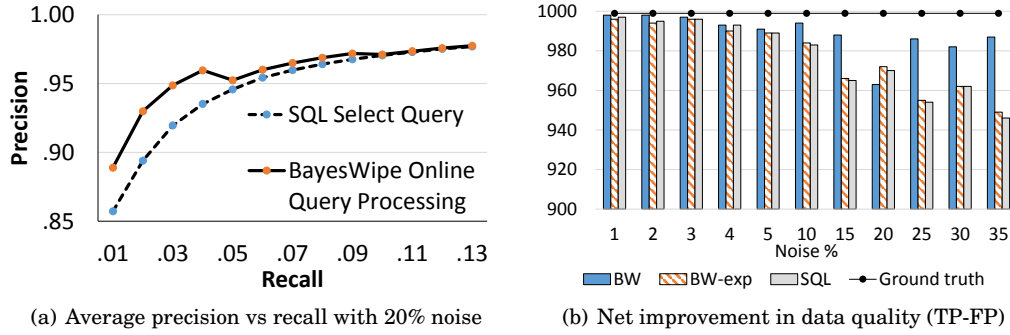 1.00
.95
.90
.85
Precision
SQL Select Query
BayesWipe Online
Query Processing
.01 .03 .05 .07 .09 .11 .13
Recall
(a) Average precision vs recall with 20% noise
1000
980
960
940
920
900
1 2 3 4 5 10 15 20 25 30 35
Noise %
BW BW-exp SQL Ground truth
(b) Net improvement in data quality (TP-FP)